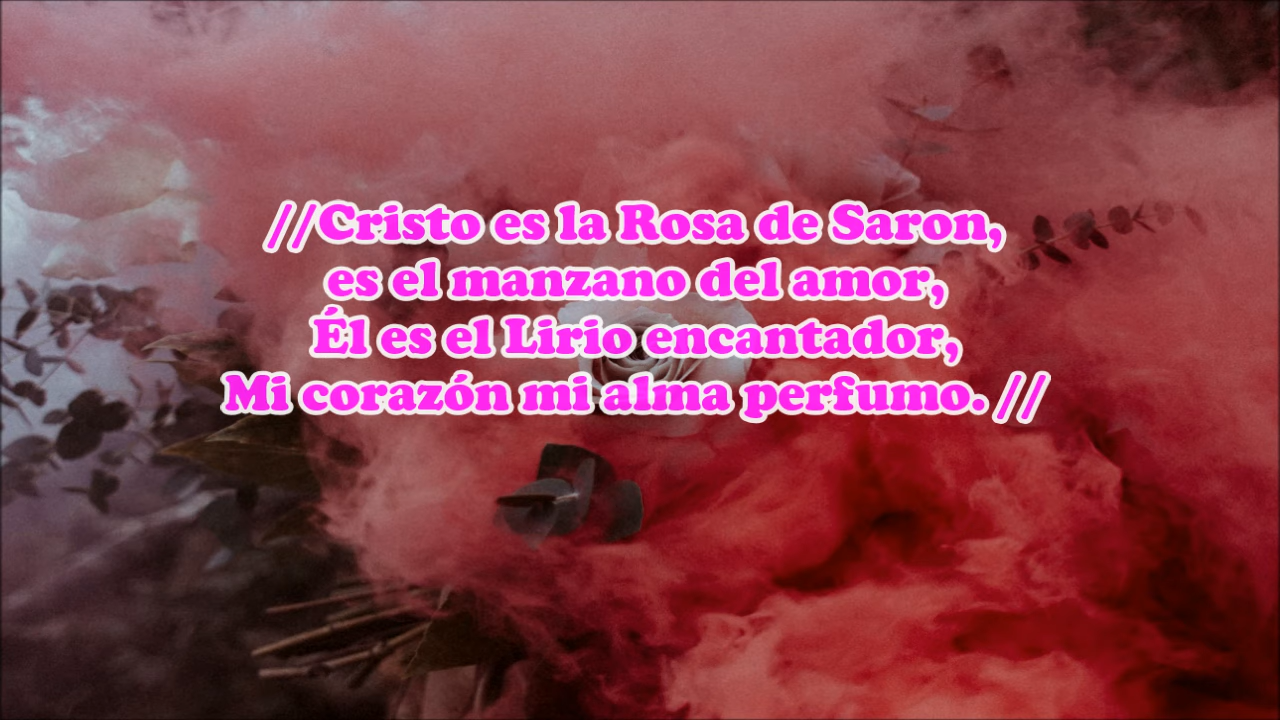 //Cristo es la Rosa de Saron,
es el manzano del amor,
Él es el Lirio encantador,
Mi corazón mi alma perfumo. //